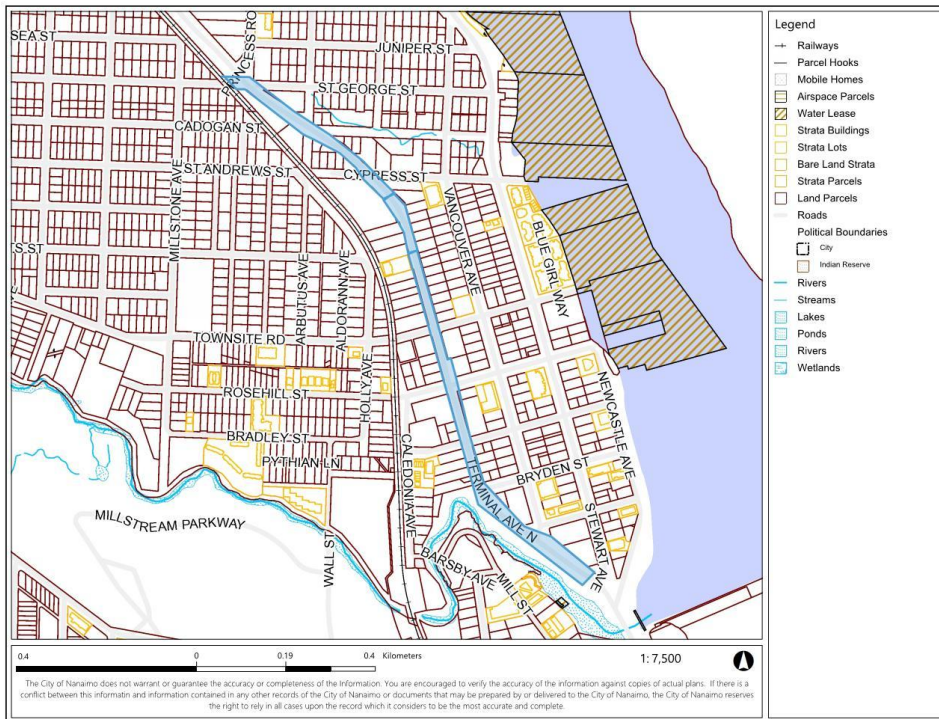 SEA ST
PRINCESS RO
JUNIPER ST
ST GEORGE ST
CADOGAN ST
ST ANDREWS ST
CYPRESS ST
MILLSTONE AVE
VANCOUVER AVE
BLUE GIRL WAY
S ST
ARBUTUS AVE
ALDORANN AVE
TOWNSITE RD
HOLLY AVE
ROSEHILL ST
NEWCASTLE AVE
BRADLEY ST
PYTHIAN LN
CALEDONIA AVE
TERMINAL AVE N
BRYDEN ST
STEWART AVE
MILLSTREAM PARKWAY
WALL ST
BARSBY AVE
MILL ST
Legend
Railways
Parcel Hooks
Mobile Homes
Airspace Parcels
Water Lease
Strata Buildings
Strata Lots
Bare Land Strata
Strata Parcels
Land Parcels
Roads
Political Boundaries
City
Indian Reserve
Rivers
Streams
Lakes
Ponds
Rivers
Wetlands
0.4 0 0.19 0.4 Kilometers
1: 7,500
The City of Nanaimo does not warrant or guarantee the accuracy or completeness of the Information. You are encouraged to verify the accuracy of the information against copies of actual plans. If there is a
conflict between this informatin and information contained in any other records of the City of Nanaimo or documents that may be prepared by or delivered to the City of Nanaimo, the City of Nanaimo reserves
the right to rely in all cases upon the record which it considers to be the most accurate and complete.